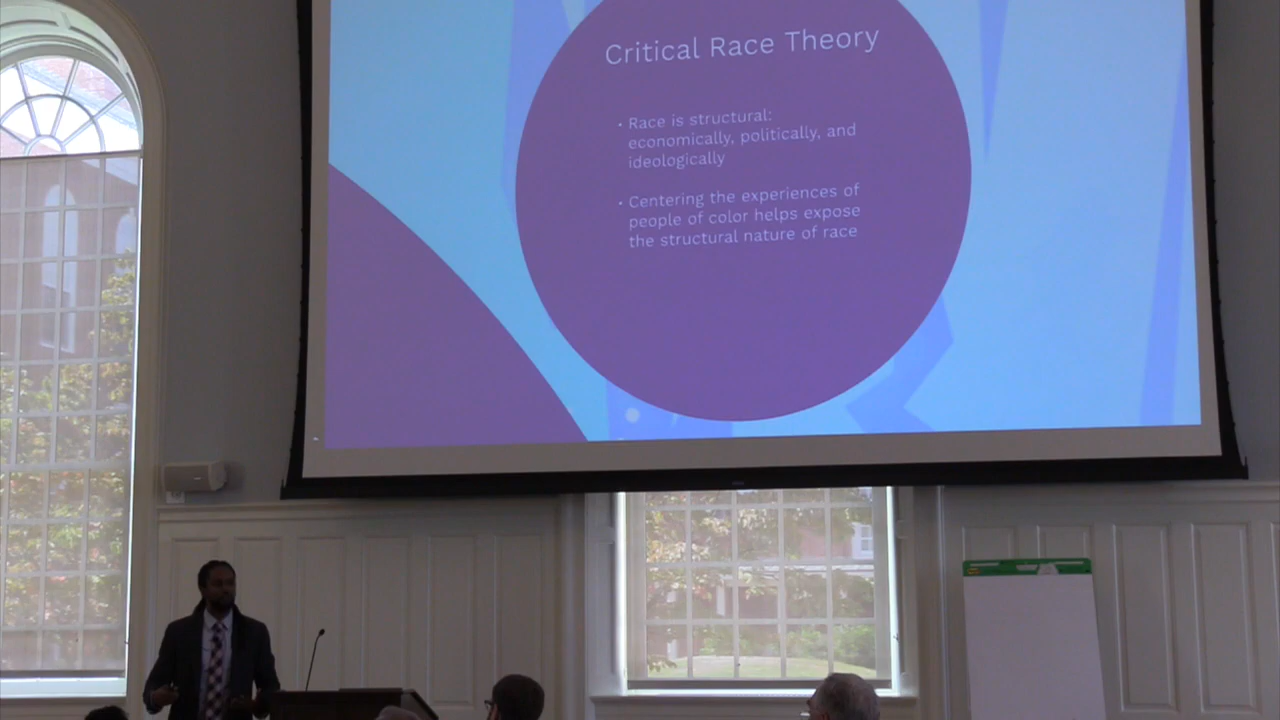 Critical Race Theory
· Race is structural:
economically, politically, and
ideologically
· Centering the experiences of
people of color helps expose
the structural nature of race